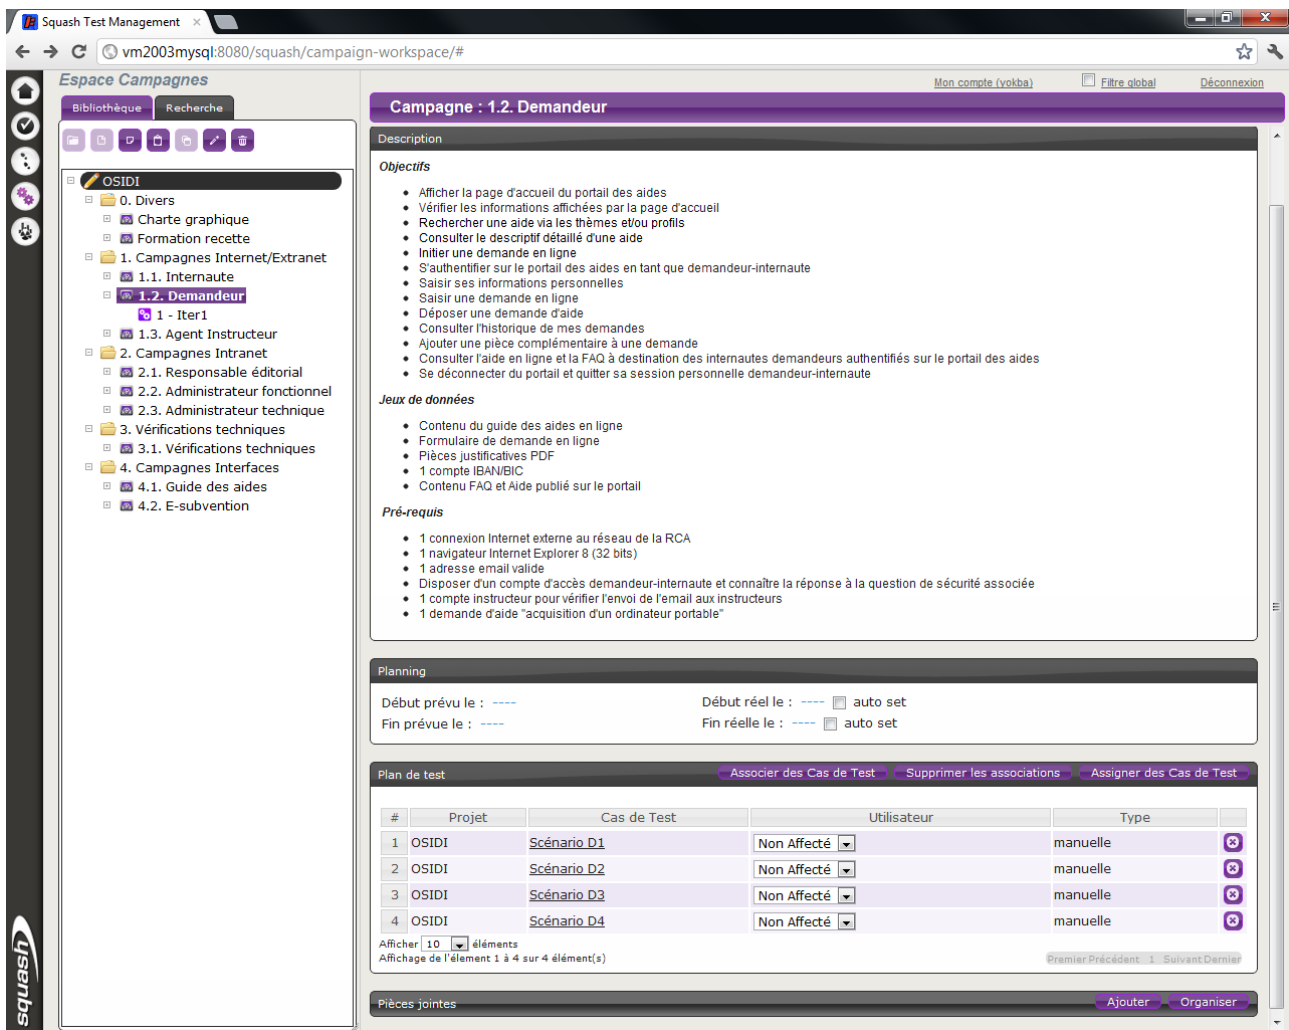 Squash Test Management
vm2003mysql:8080/squash/campaign-workspace/#
Espace Campagnes
Mon compte (yokba)
Filtre global
Déconnexion
Bibliothèque
Recherche
Campagne : 1.2. Demandeur
OSIDI
0. Divers
Charte graphique
Formation recette
1. Campagnes Internet/Extranet
1.1. Internaute
1.2. Demandeur
1 - Iter1
1.3. Agent Instructeur
2. Campagnes Intranet
2.1. Responsable éditorial
2.2. Administrateur fonctionnel
2.3. Administrateur technique
3. Vérifications techniques
3.1. Vérifications techniques
4. Campagnes Interfaces
4.1. Guide des aides
4.2. E-subvention
squash
Description
Objectifs
Afficher la page d'accueil du portail des aides
Vérifier les informations affichées par la page d'accueil
Rechercher une aide via les thèmes et/ou profils
Consulter le descriptif détaillé d'une aide
Initier une demande en ligne
S'authentifier sur le portail des aides en tant que demandeur-internaute
Saisir ses informations personnelles
Saisir une demande en ligne
Déposer une demande d'aide
Consulter l'historique de mes demandes
Ajouter une pièce complémentaire à une demande
Consulter l'aide en ligne et la FAQ à destination des internautes demandeurs authentifiés sur le portail des aides
Se déconnecter du portail et quitter sa session personnelle demandeur-internaute
Jeux de données
Contenu du guide des aides en ligne
Formulaire de demande en ligne
Pièces justificatives PDF
1 compte IBAN/BIC
Contenu FAQ et Aide publié sur le portail
Pré-requis
1 connexion Internet externe au réseau de la RCA
1 navigateur Internet Explorer 8 (32 bits)
1 adresse email valide
Disposer d'un compte d'accès demandeur-internaute et connaître la réponse à la question de sécurité associée
1 compte instructeur pour vérifier l'envoi de l'email aux instructeurs
1 demande d'aide "acquisition d'un ordinateur portable"
Planning
Début prévu le : ---- Début réel le : ---- auto set
Fin prévue le : ---- Fin réelle le : ---- auto set
Plan de test Associer des Cas de Test Supprimer les associations Assigner des Cas de Test
# Projet Cas de Test Utilisateur Type
1 OSIDI Scénario D1 Non Affecté manuelle
2 OSIDI Scénario D2 Non Affecté manuelle
3 OSIDI Scénario D3 Non Affecté manuelle
4 OSIDI Scénario D4 Non Affecté manuelle
Afficher 10 éléments
Affichage de l'élement 1 à 4 sur 4 élément(s) Premier Précédent 1 Suivant Dernier
Pièces jointes Ajouter Organiser